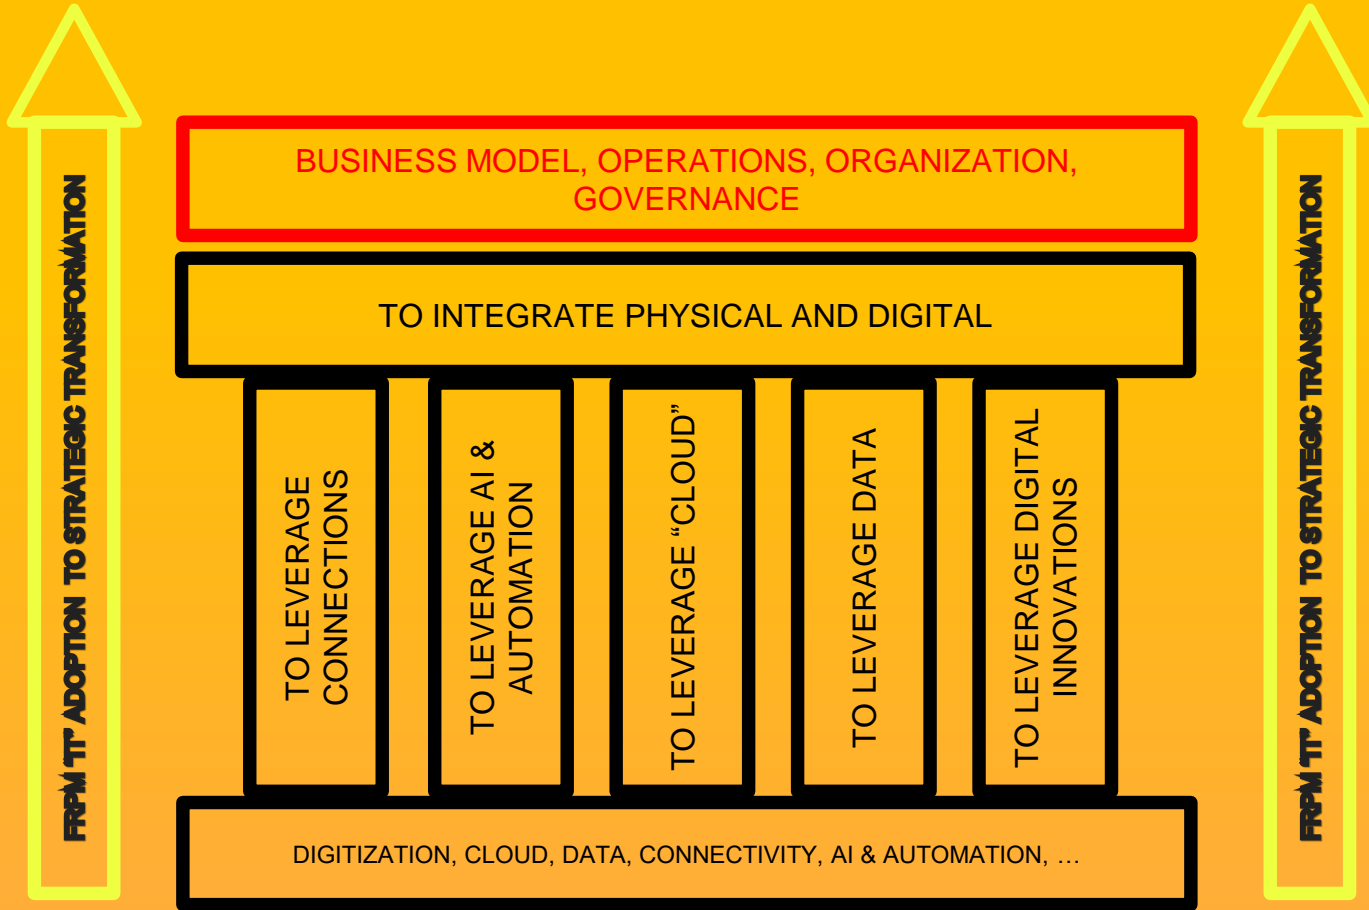 BUSINESS MODEL, OPERATIONS, ORGANIZATION,
GOVERNANCE
TO INTEGRATE PHYSICAL AND DIGITAL
FRPM "IT" ADOPTION TO STRATEGIC TRANSFORMATION
TO LEVERAGE
CONNECTIONS
TO LEVERAGE AI &
AUTOMATION
TO LEVERAGE “CLOUD”
TO LEVERAGE DATA
TO LEVERAGE DIGITAL
INNOVATIONS
FRPM "IT" ADOPTION TO STRATEGIC TRANSFORMATION
DIGITIZATION, CLOUD, DATA, CONNECTIVITY, AI & AUTOMATION, …